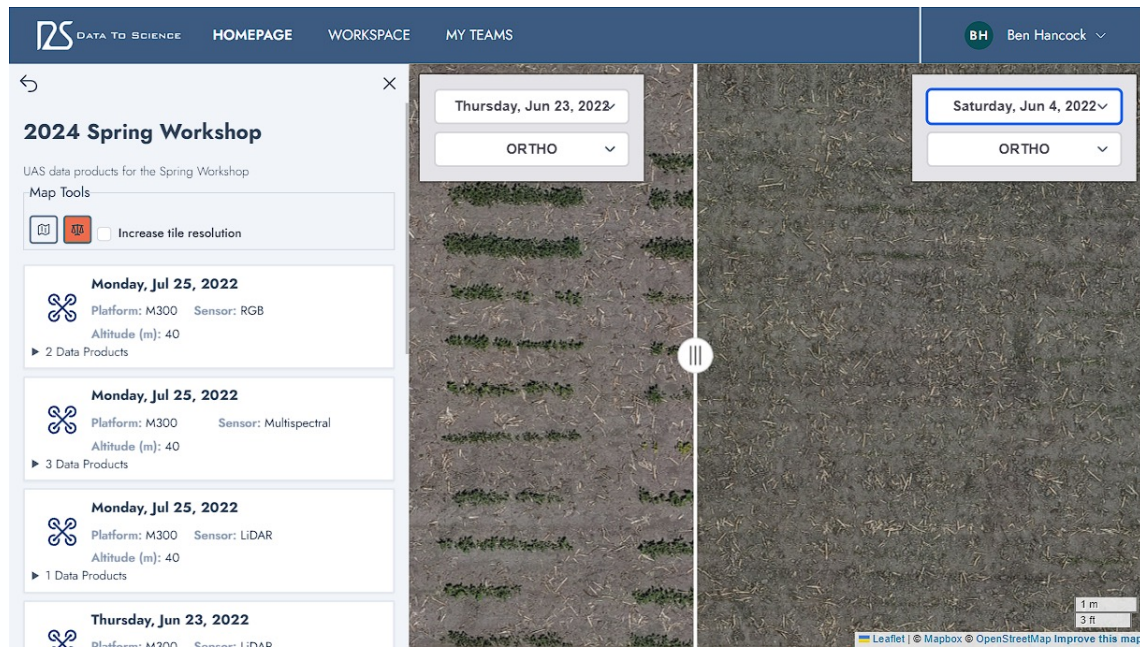 DATA TO SCIENCE
HOMEPAGE
WORKSPACE
MY TEAMS
BH
Ben Hancock
2024 Spring Workshop
UAS data products for the Spring Workshop
Map Tools
Increase tile resolution
Monday, Jul 25, 2022
Platform: M300 Sensor: RGB
Altitude (m): 40
2 Data Products
Monday, Jul 25, 2022
Platform: M300 Sensor: Multispectral
Altitude (m): 40
3 Data Products
Monday, Jul 25, 2022
Platform: M300 Sensor: LiDAR
Altitude (m): 40
1 Data Products
Thursday, Jun 23, 2022
Platform: M300 Sensor: LiDAR
Thursday, Jun 23, 2022
ORTHO
Saturday, Jun 4, 2022
ORTHO
1 m
3 ft
Leaflet | © Mapbox © OpenStreetMap Improve this map